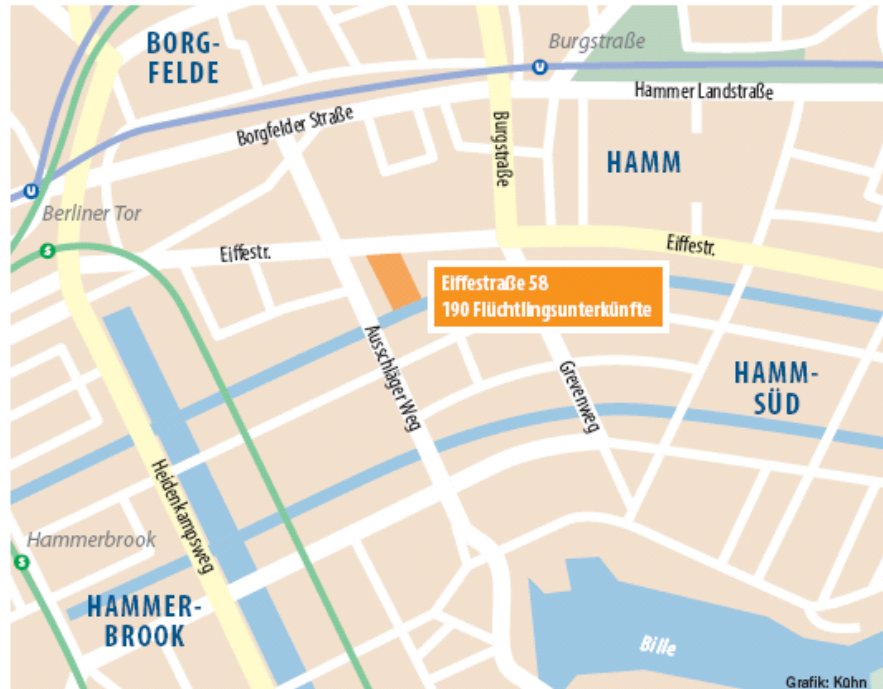 BORG-
FELDE
Burgstraße
U
Hammer Landstraße
Borgfelder Straße
Burgstraße
HAMM
U
Berliner Tor
S
Eiffestr.
Eiffestr.
Eiffestraße 58
190 Flüchtlingsunterkünfte
Ausschläger Weg
Grevenweg
HAMM-
SÜD
Heidenkampsweg
Hammerbrook
S
HAMMER-
BROOK
Bille
Grafik: Kühn